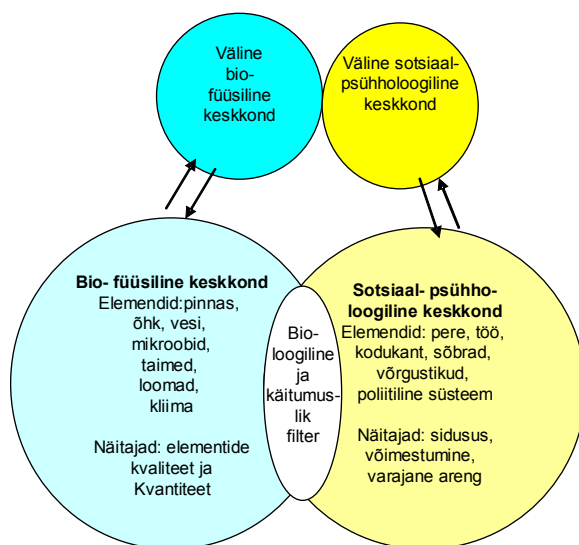 Väline
bio-
füüsiline
keskkond
Väline sotsiaal-
psühholoogiline
keskkond
Bio- füüsiline keskkond
Elemendid:pinnas,
õhk, vesi,
mikroobid,
taimed,
loomad,
kliima
Näitajad: elementide
kvaliteet ja
Kvantiteet
Bio-
loogiline
ja
käitumus-
lik
filter
Sotsiaal- psühho-
loogiline keskkond
Elemendid: pere, töö,
kodukant, sõbrad,
võrgustikud,
poliitiline süsteem
Näitajad: sidusus,
võimestumine,
varajane areng